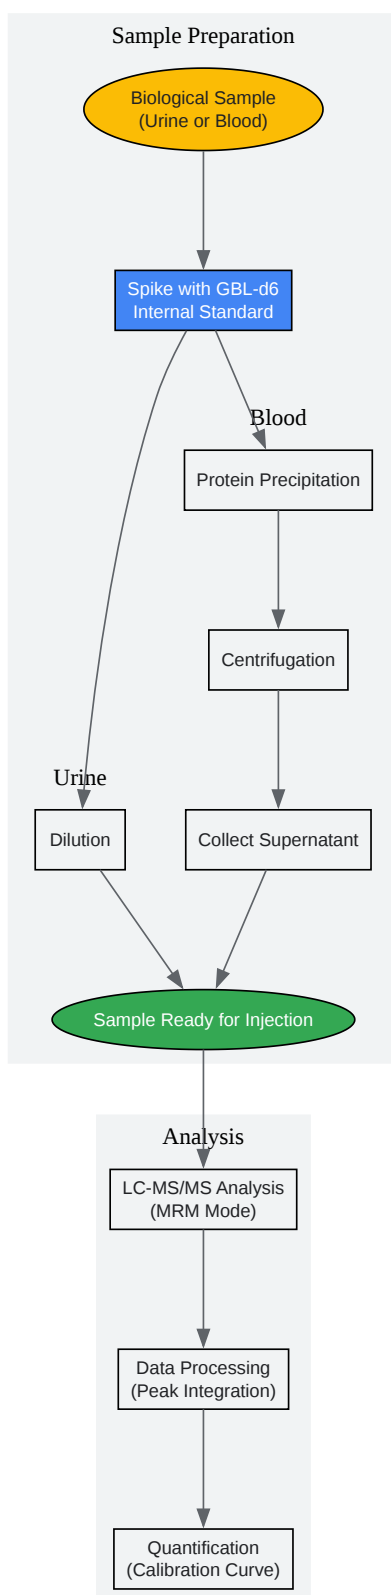 Sample Preparation
Biological Sample
(Urine or Blood)
Spike with GBL-d6
Internal Standard
Blood
Protein Precipitation
Centrifugation
Urine
Dilution
Collect Supernatant
Sample Ready for Injection
Analysis
LC-MS/MS Analysis
(MRM Mode)
Data Processing
(Peak Integration)
Quantification
(Calibration Curve)